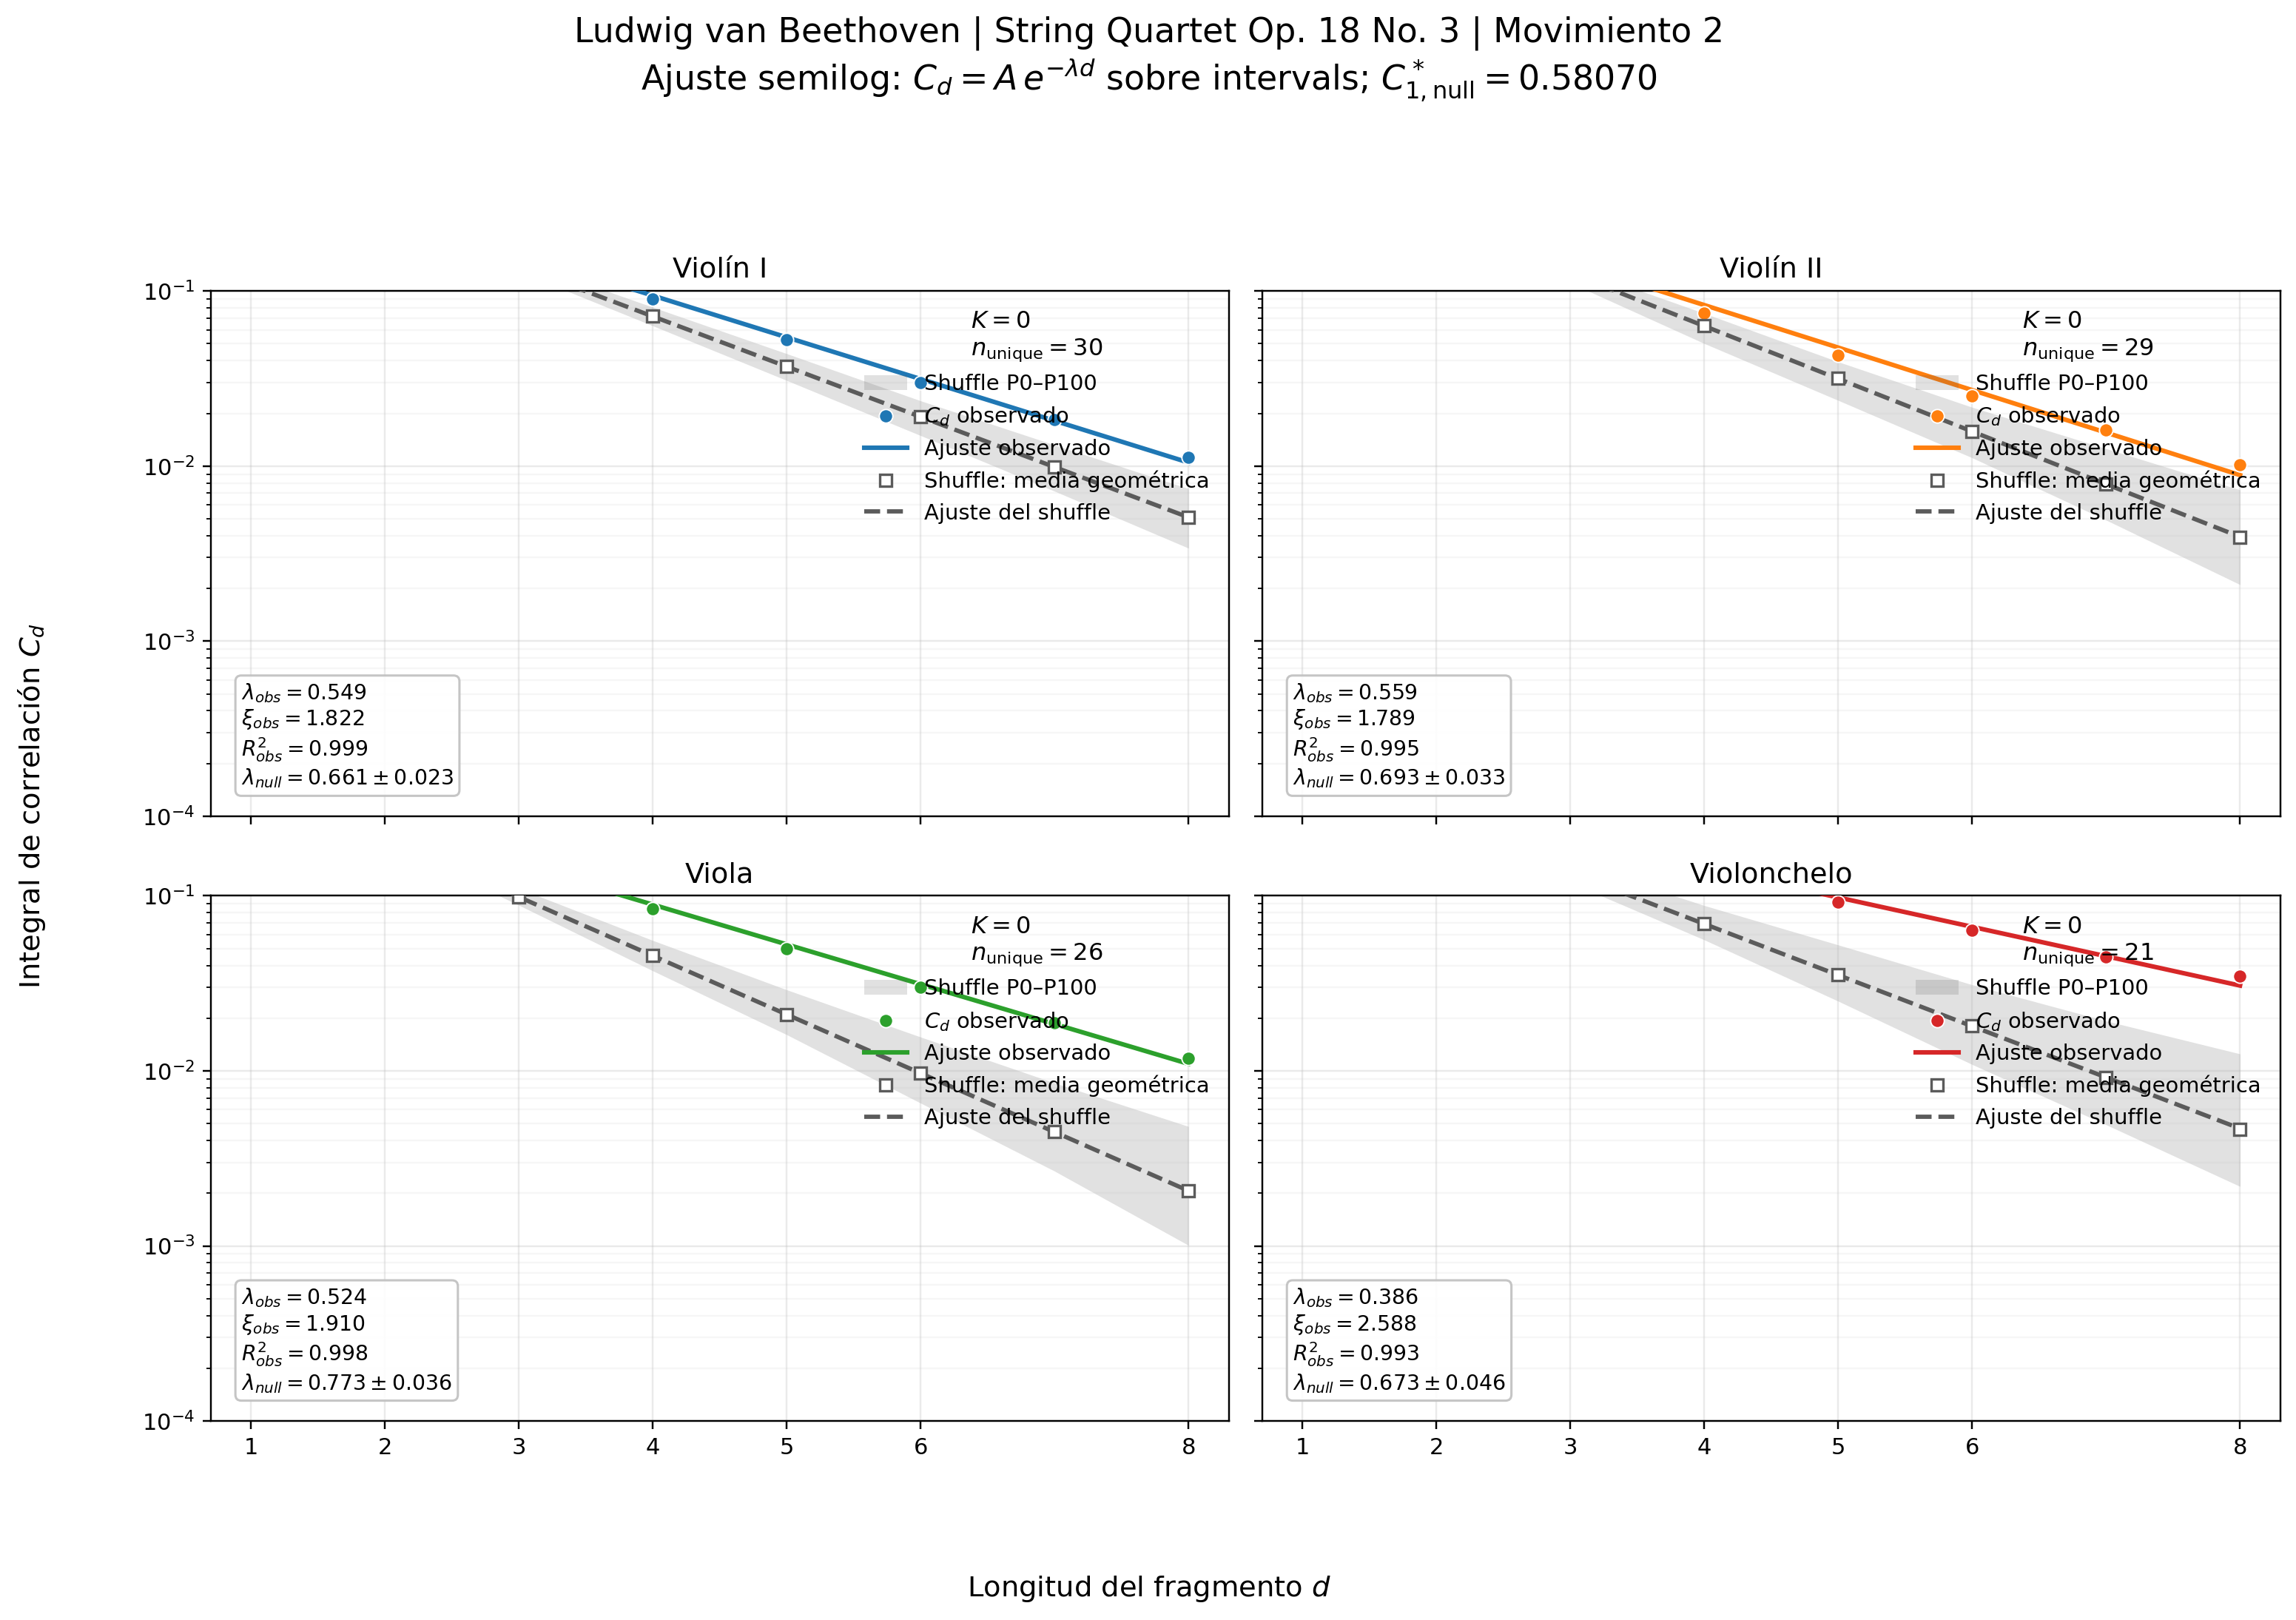 Ludwig van Beethoven | String Quartet Op. 18 No. 3 | Movimiento 2
Ajuste semilog: $C_d = A\,e^{-\lambda d}$ sobre intervals; $C^*_{1,\mathrm{null}} = 0.58070$
Integral de correlación $C_d$
Violín I
10⁻¹
10⁻²
10⁻³
10⁻⁴
K = 0
n_unique = 30
Shuffle P0–P100
C_d observado
Ajuste observado
Shuffle: media geométrica
Ajuste del shuffle
λ_obs = 0.549
ξ_obs = 1.822
R²_obs = 0.999
λ_null = 0.661 ± 0.023
Violín II
K = 0
n_unique = 29
Shuffle P0–P100
C_d observado
Ajuste observado
Shuffle: media geométrica
Ajuste del shuffle
λ_obs = 0.559
ξ_obs = 1.789
R²_obs = 0.995
λ_null = 0.693 ± 0.033
Viola
10⁻¹
10⁻²
10⁻³
10⁻⁴
K = 0
n_unique = 26
Shuffle P0–P100
C_d observado
Ajuste observado
Shuffle: media geométrica
Ajuste del shuffle
λ_obs = 0.524
ξ_obs = 1.910
R²_obs = 0.998
λ_null = 0.773 ± 0.036
1 2 3 4 5 6 8
Violonchelo
K = 0
n_unique = 21
Shuffle P0–P100
C_d observado
Ajuste observado
Shuffle: media geométrica
Ajuste del shuffle
λ_obs = 0.386
ξ_obs = 2.588
R²_obs = 0.993
λ_null = 0.673 ± 0.046
1 2 3 4 5 6 8
Longitud del fragmento d